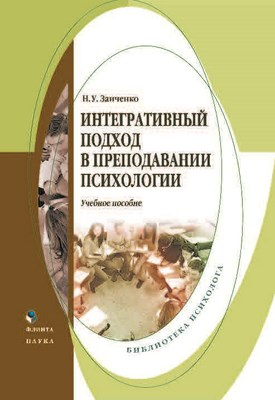 Н.У. Заиченко
ИНТЕГРАТИВНЫЙ
ПОДХОД
В ПРЕПОДАВАНИИ
ПСИХОЛОГИИ
Учебное пособие
БИБЛИОТЕКА ПСИХОЛОГА
ФЛИНТА
НАУКА